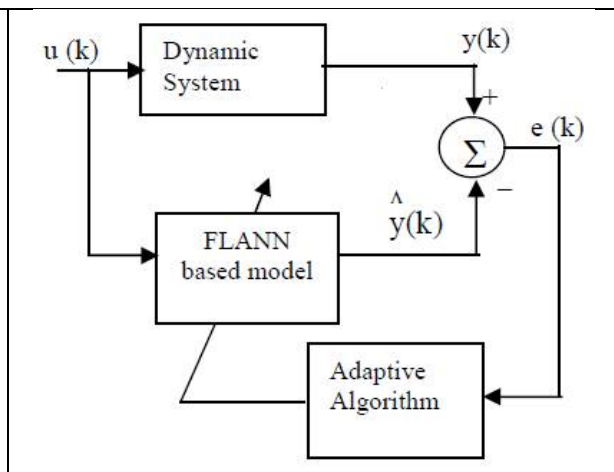 u (k)
Dynamic
System
y(k)
+
Σ
e (k)
−
^
y(k)
FLANN
based model
Adaptive
Algorithm